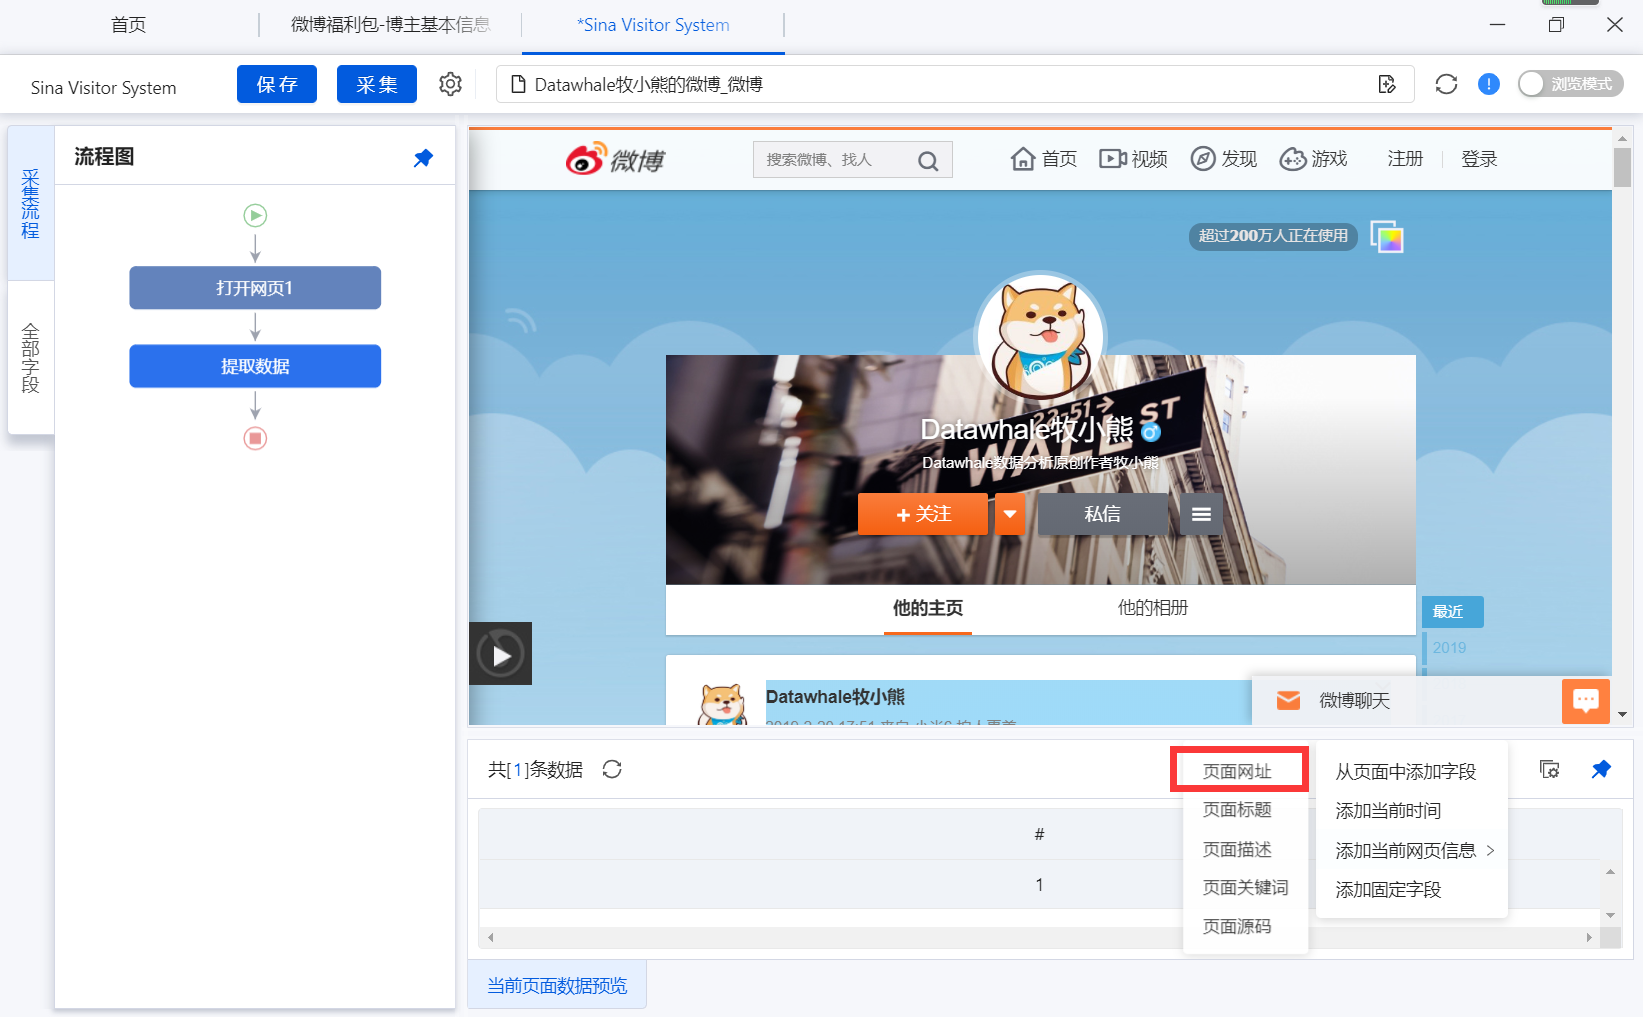 首页
微博福利包-博主基本信息
*Sina Visitor System
Sina Visitor System
保存
采集
Datawhale牧小熊的微博_微博
浏览模式
采集流程
全部字段
流程图
打开网页1
提取数据
微博
搜索微博、找人
首页
视频
发现
游戏
注册
登录
超过200万人正在使用
22-51
ST
WALL
Datawhale牧小熊
Datawhale数据分析原创作者牧小熊
+关注
私信
他的主页
他的相册
最近
2019
Datawhale牧小熊
微博聊天
共[1]条数据
页面网址
页面标题
页面描述
页面关键词
页面源码
从页面中添加字段
添加当前时间
添加当前网页信息 >
添加固定字段
#
1
当前页面数据预览